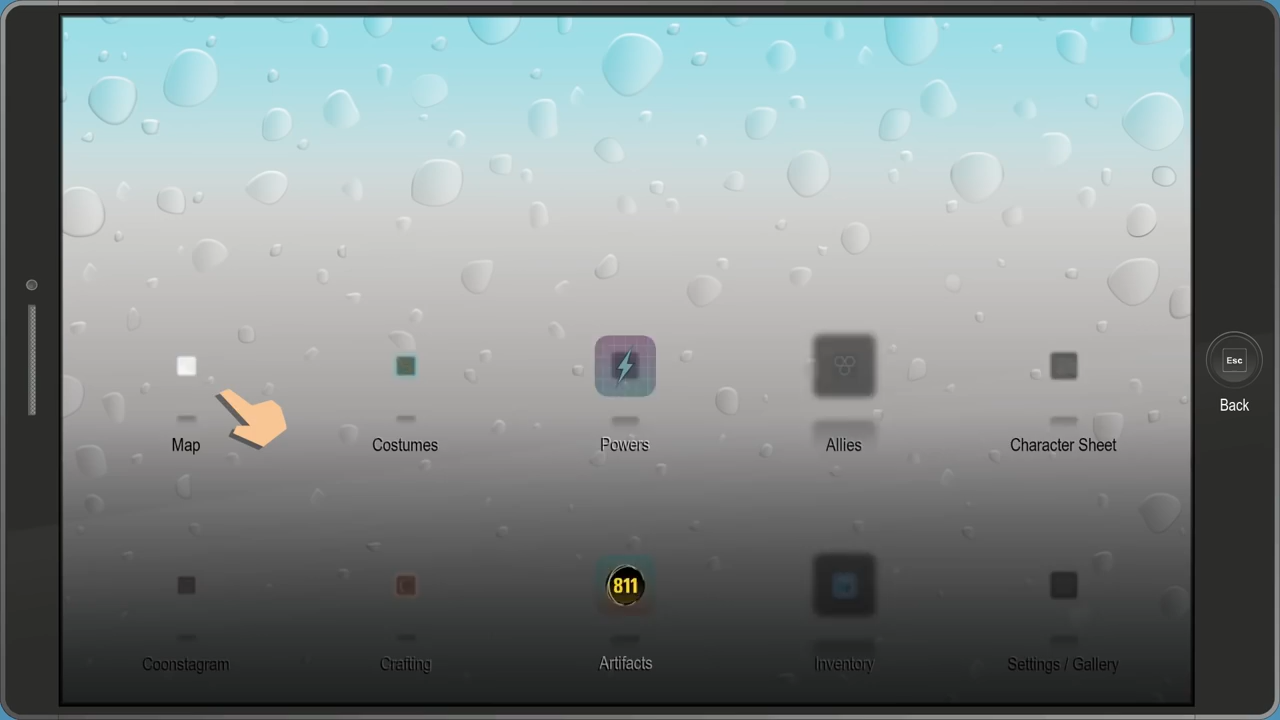 Esc
Back
Map
Costumes
Powers
Allies
Character Sheet
811
Coonstagram
Crafting
Artifacts
Inventory
Settings / Gallery